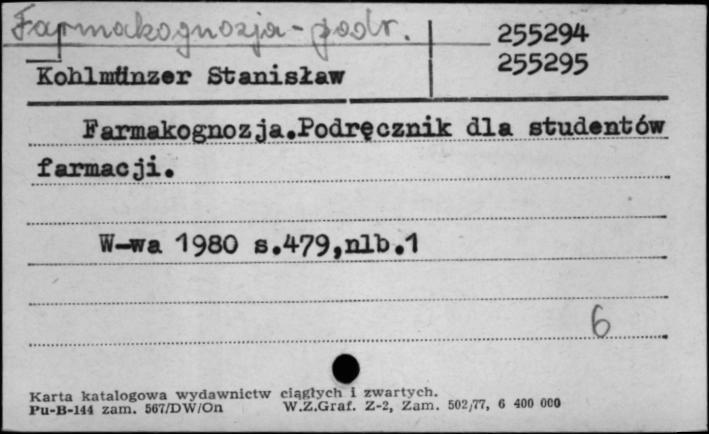 Farmakognozja - podr.
255294
Kohlmünzer Stanisław
255295
Farmakognozja.Podręcznik dla studentów
farmacji.
W-wa 1980 s.479,nlb.1
6
Karta katalogowa wydawnictw ciągłych i zwartych.
Pu-B-144 zam. 567/DW/On W.Z.Graf. Z-2, Zam. 502/77, 6 400 000